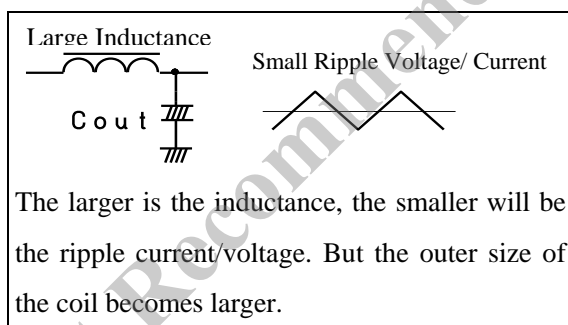 Large Inductance
Small Ripple Voltage/ Current
Cout
The larger is the inductance, the smaller will be
the ripple current/voltage. But the outer size of
the coil becomes larger.